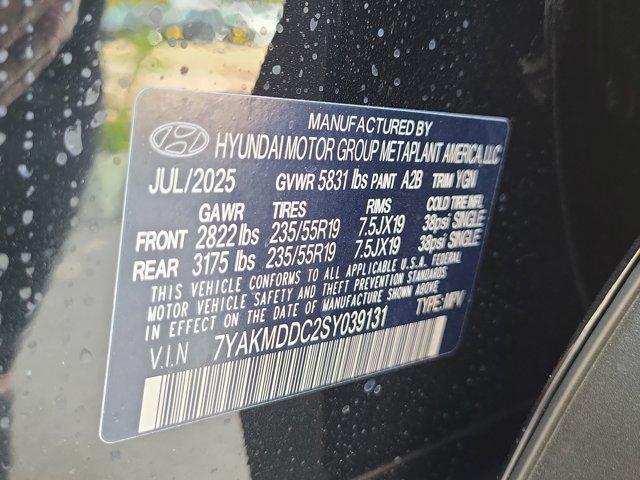 MANUFACTURED BY
HYUNDAI MOTOR GROUP METAPLANT AMERICA, LLC
JUL/2025 GVWR 5831 lbs PAINT A2B TRIM YGN
GAWR TIRES RIMS COLD TIRE INFL
FRONT 2822 lbs 235/55R19 7.5JX19 38psi SINGLE
REAR 3175 lbs 235/55R19 7.5JX19 38psi SINGLE
THIS VEHICLE CONFORMS TO ALL APPLICABLE U.S.A. FEDERAL
MOTOR VEHICLE SAFETY AND THEFT PREVENTION STANDARDS
IN EFFECT ON THE DATE OF MANUFACTURE SHOWN ABOVE
V.I.N 7YAKMDDC2SY039131 TYPE:MPV